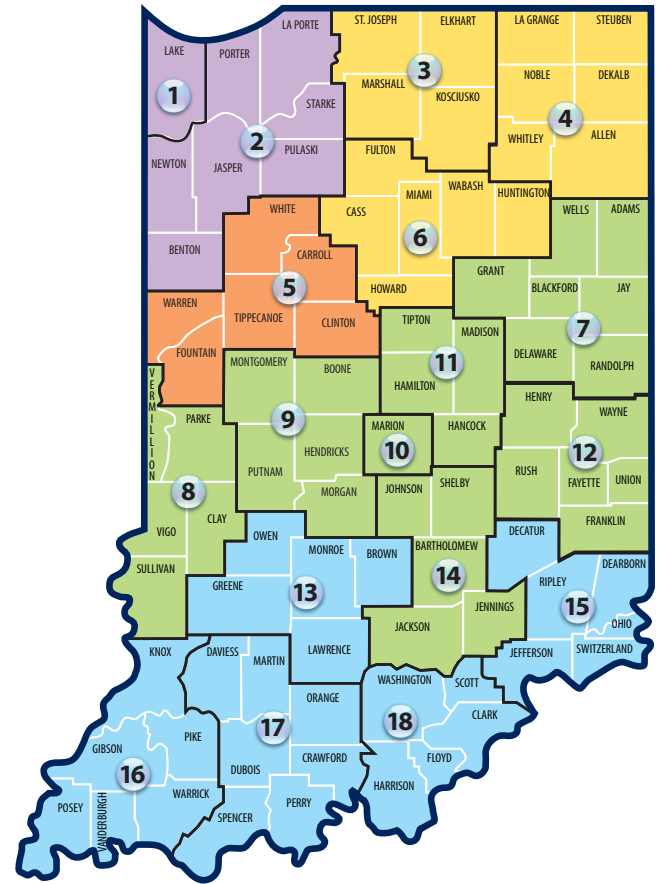 LA PORTE
ST. JOSEPH
ELKHART
LA GRANGE
STEUBEN
LAKE
PORTER
1
2
STARKE
MARSHALL
3
KOSCIUSKO
NOBLE
DEKALB
4
WHITLEY
ALLEN
NEWTON
JASPER
PULASKI
FULTON
WHITE
CASS
MIAMI
WABASH
HUNTINGTON
WELLS
ADAMS
BENTON
CARROLL
6
GRANT
BLACKFORD
JAY
5
HOWARD
WARREN
TIPPECANOE
CLINTON
TIPTON
MADISON
7
FOUNTAIN
MONTGOMERY
BOONE
HAMILTON
11
DELAWARE
RANDOLPH
VERMILLION
PARKE
9
HENDRICKS
MARION
10
HANCOCK
HENRY
WAYNE
12
RUSH
FAYETTE
UNION
PUTNAM
MORGAN
JOHNSON
SHELBY
FRANKLIN
8
VIGO
CLAY
OWEN
MONROE
BROWN
BARTHOLOMEW
DECATUR
SULLIVAN
GREENE
13
14
RIPLEY
DEARBORN
15
OHIO
JENNINGS
JACKSON
LAWRENCE
JEFFERSON
SWITZERLAND
KNOX
DAVIESS
MARTIN
WASHINGTON
SCOTT
ORANGE
CLARK
GIBSON
PIKE
17
18
CRAWFORD
FLOYD
16
DUBOIS
HARRISON
WARRICK
POSEY
VANDERBURGH
SPENCER
PERRY